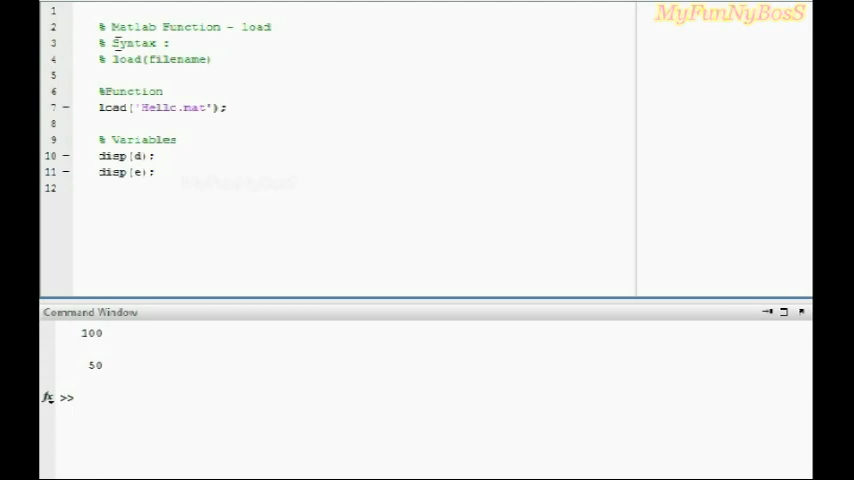 MyFunNyBosS
1
2 % Matlab Function - load
3 % Syntax :
4 % load(filename)
5
6 %Function
7 load('Hello.mat');
8
9 % Variables
10 disp(d);
11 disp(e);
12
MyFunNyBosS
Command Window
100
50
fx >>